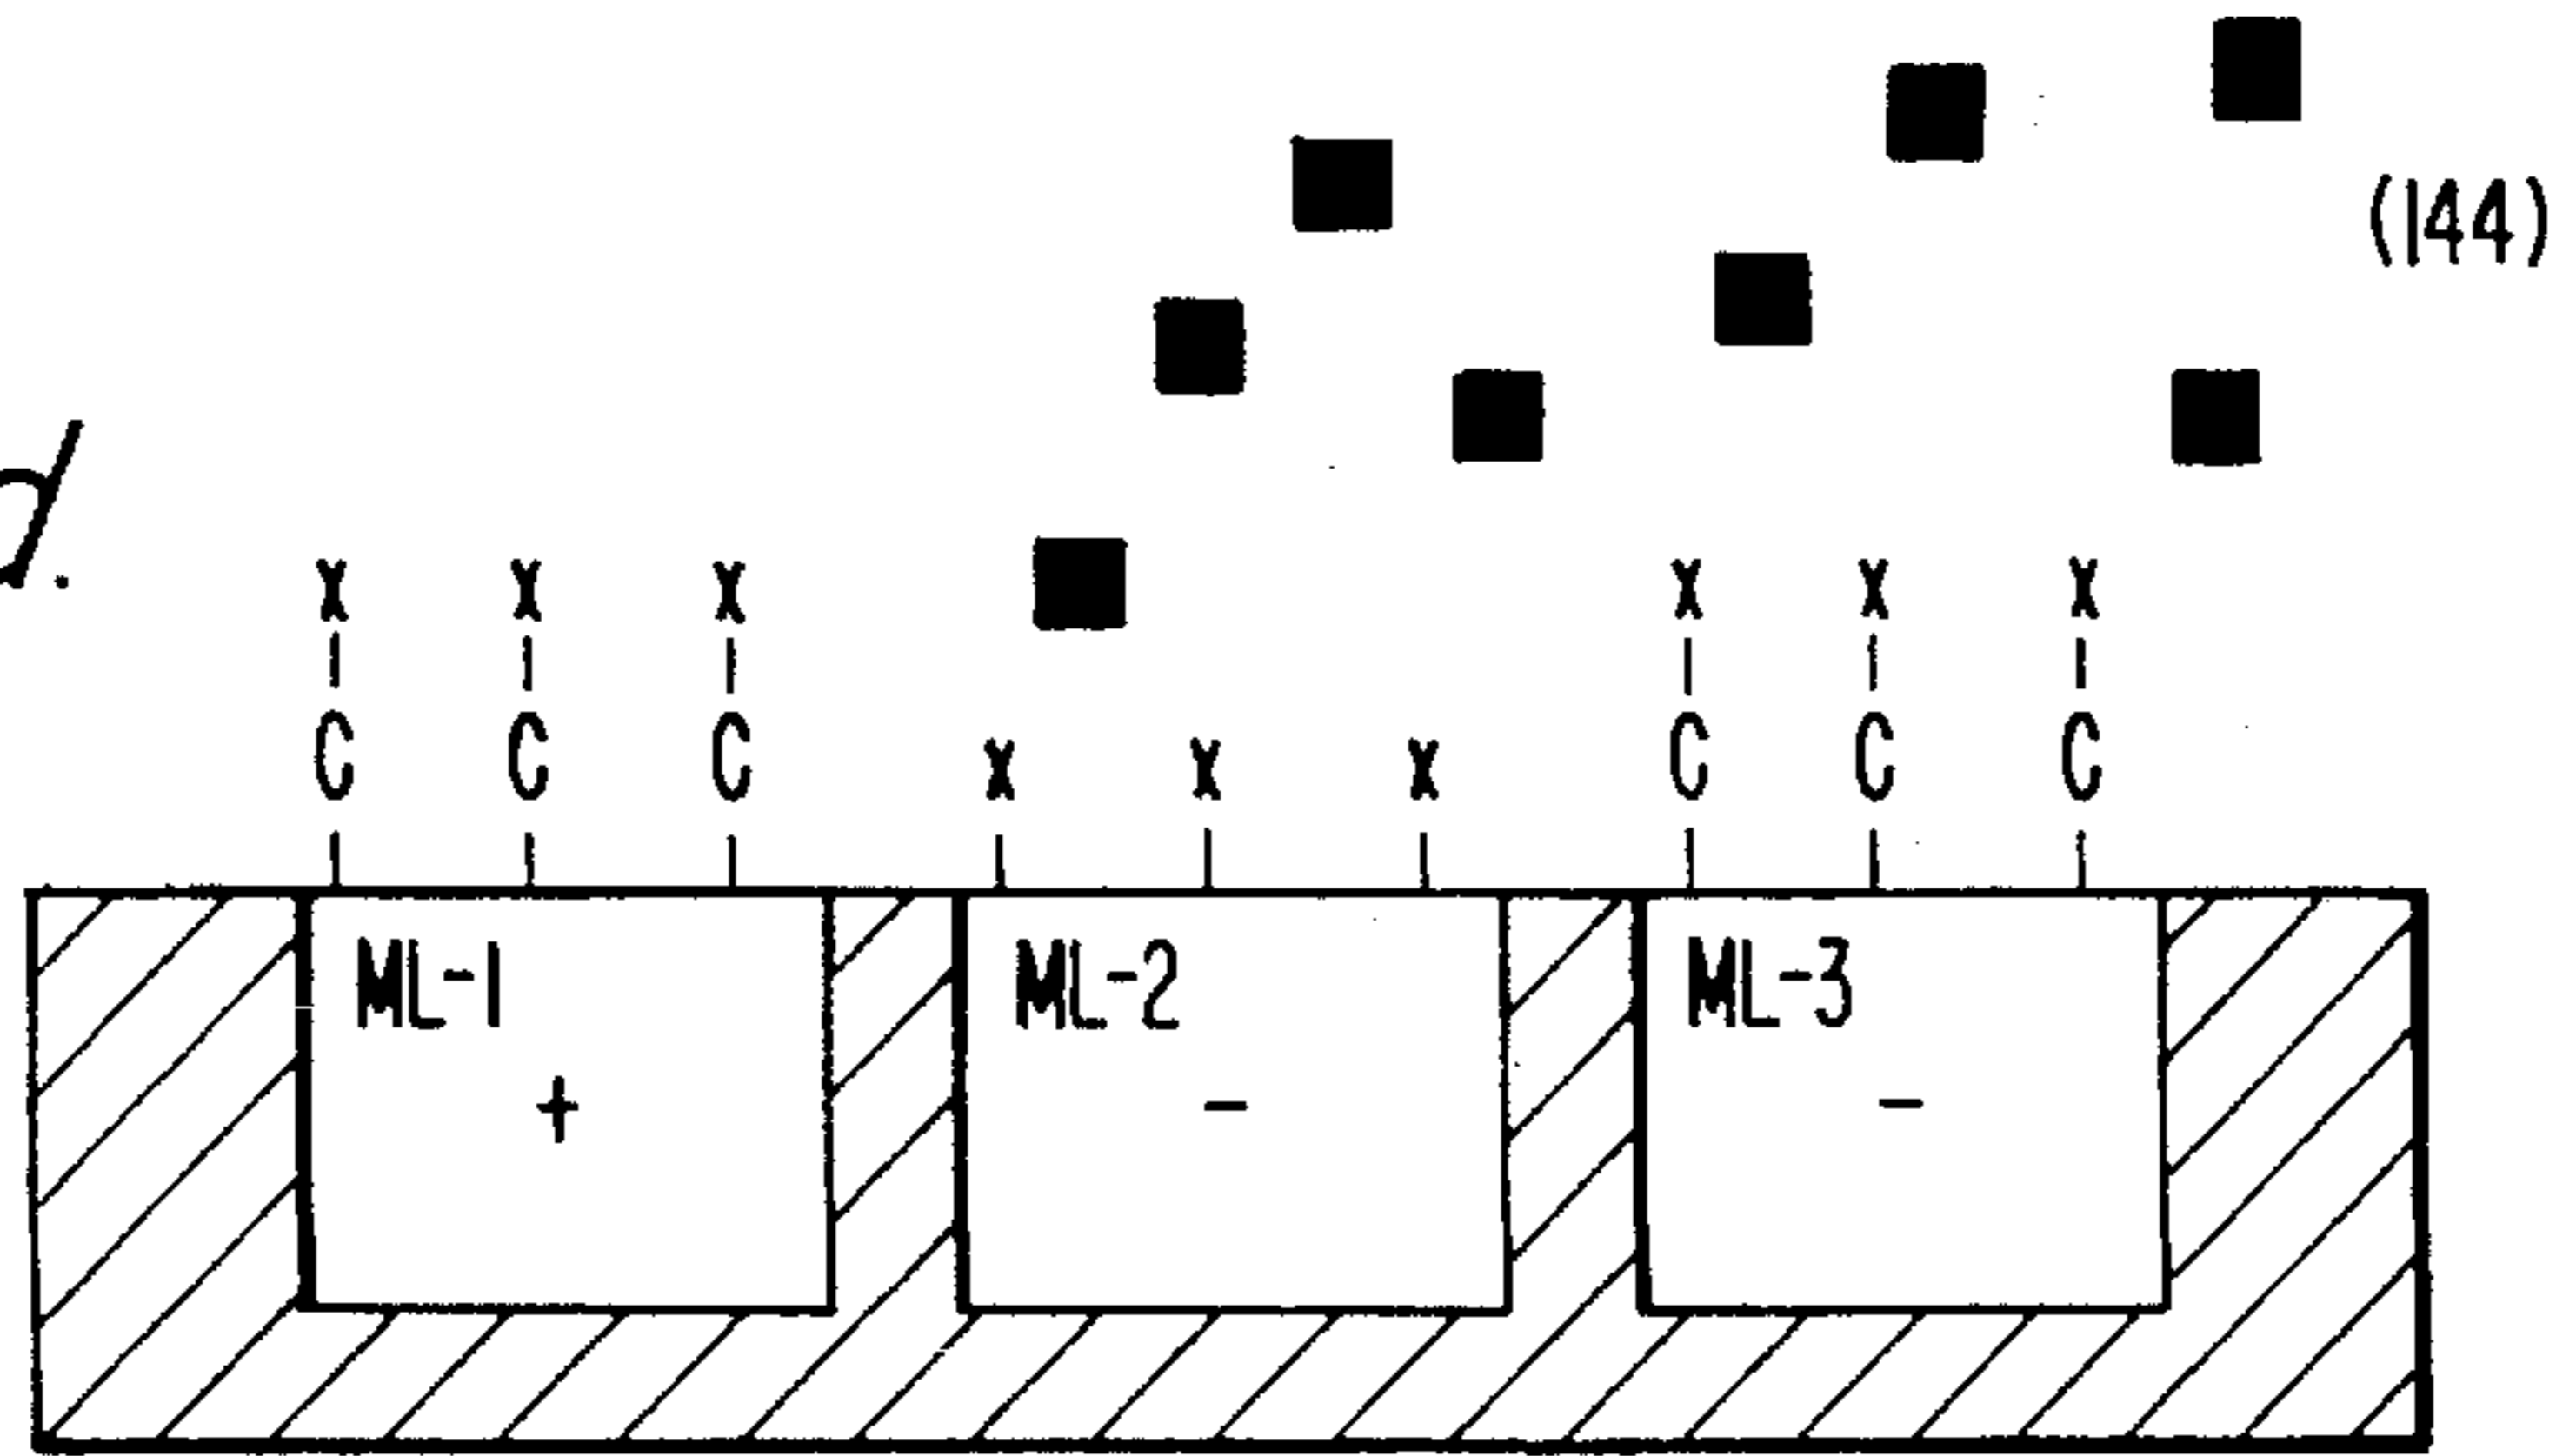 (144)
d.
X X X X X X
C C C X X X C C C
ML-1 ML-2 ML-3
+ - -